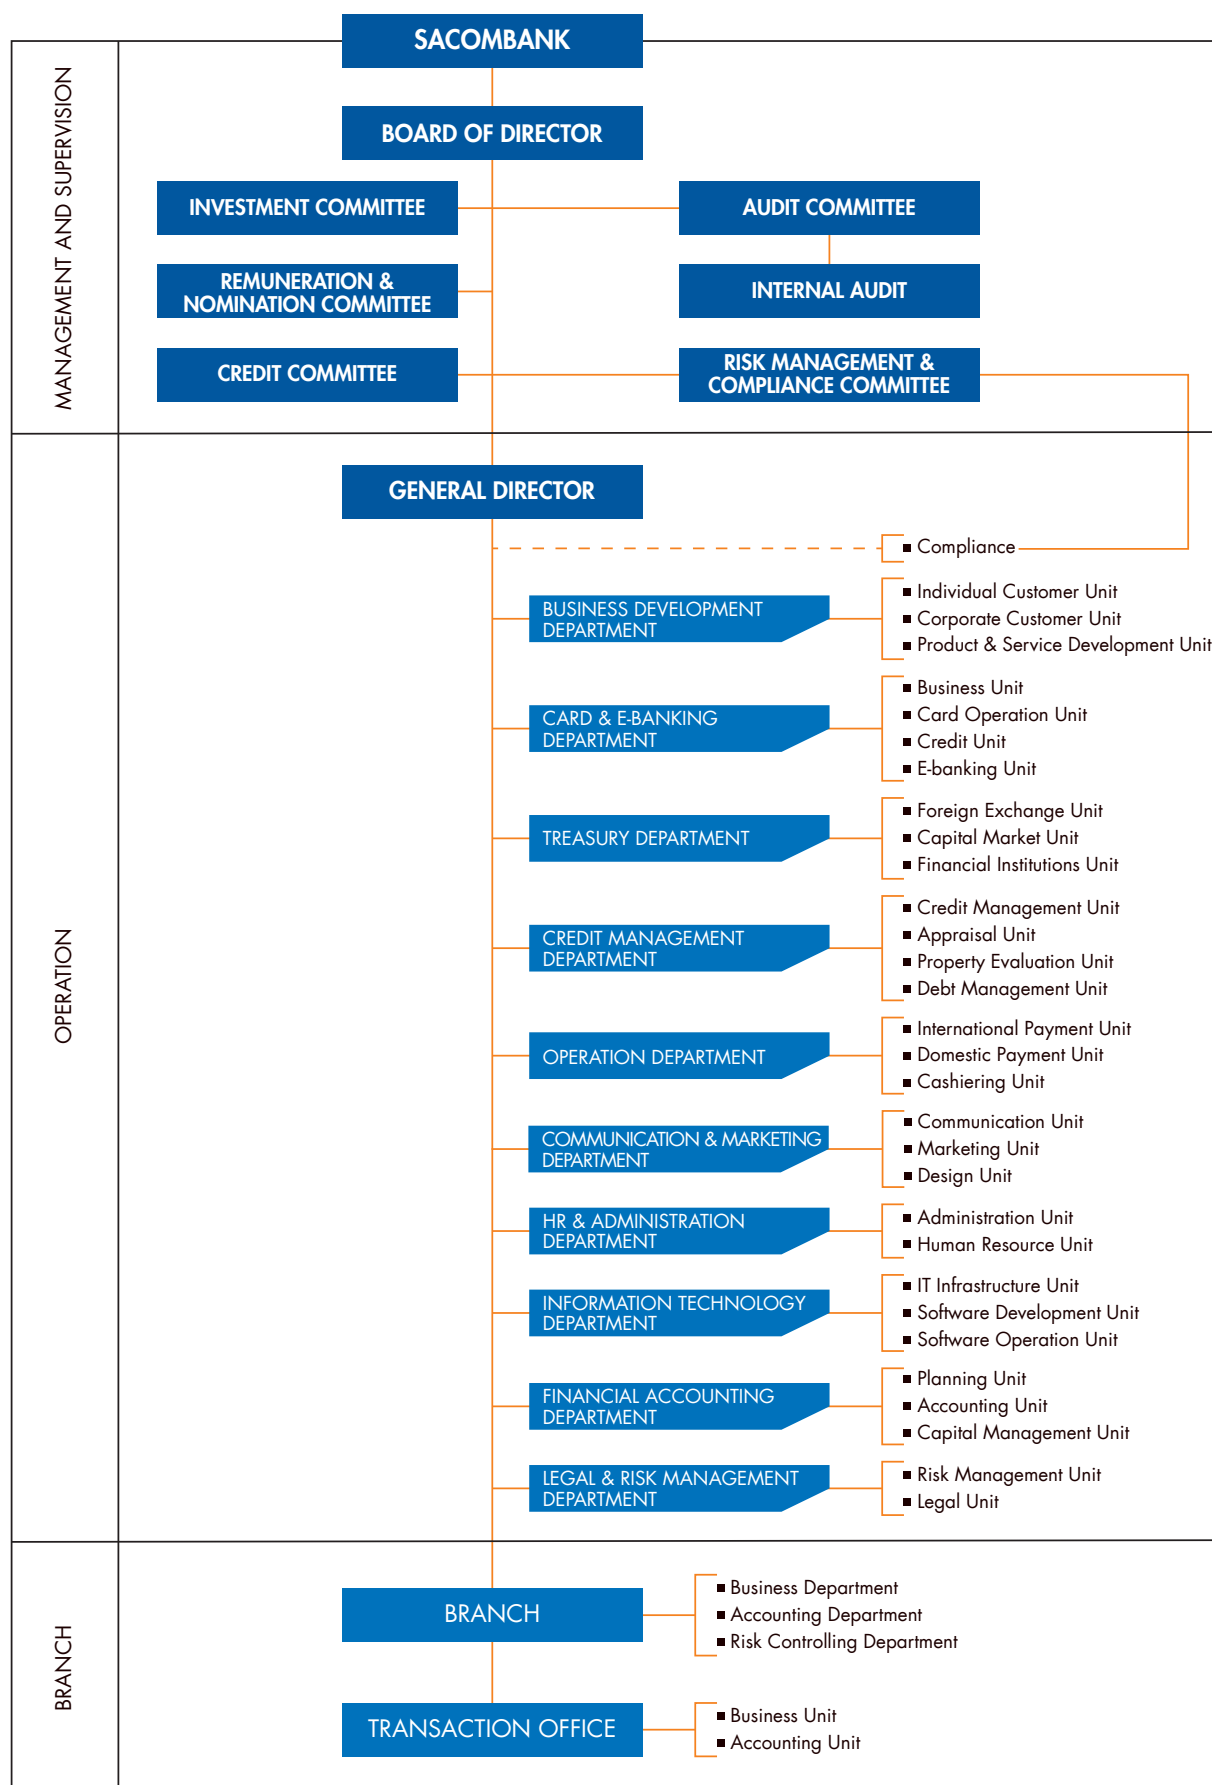 SACOMBANK
MANAGEMENT AND SUPERVISION
BOARD OF DIRECTOR
INVESTMENT COMMITTEE
AUDIT COMMITTEE
REMUNERATION &
NOMINATION COMMITTEE
INTERNAL AUDIT
CREDIT COMMITTEE
RISK MANAGEMENT &
COMPLIANCE COMMITTEE
OPERATION
GENERAL DIRECTOR
Compliance
BUSINESS DEVELOPMENT
DEPARTMENT
Individual Customer Unit
Corporate Customer Unit
Product & Service Development Unit
CARD & E-BANKING
DEPARTMENT
Business Unit
Card Operation Unit
Credit Unit
E-banking Unit
TREASURY DEPARTMENT
Foreign Exchange Unit
Capital Market Unit
Financial Institutions Unit
CREDIT MANAGEMENT
DEPARTMENT
Credit Management Unit
Appraisal Unit
Property Evaluation Unit
Debt Management Unit
OPERATION DEPARTMENT
International Payment Unit
Domestic Payment Unit
Cashiering Unit
COMMUNICATION & MARKETING
DEPARTMENT
Communication Unit
Marketing Unit
Design Unit
HR & ADMINISTRATION
DEPARTMENT
Administration Unit
Human Resource Unit
INFORMATION TECHNOLOGY
DEPARTMENT
IT Infrastructure Unit
Software Development Unit
Software Operation Unit
FINANCIAL ACCOUNTING
DEPARTMENT
Planning Unit
Accounting Unit
Capital Management Unit
LEGAL & RISK MANAGEMENT
DEPARTMENT
Risk Management Unit
Legal Unit
BRANCH
BRANCH
Business Department
Accounting Department
Risk Controlling Department
TRANSACTION OFFICE
Business Unit
Accounting Unit